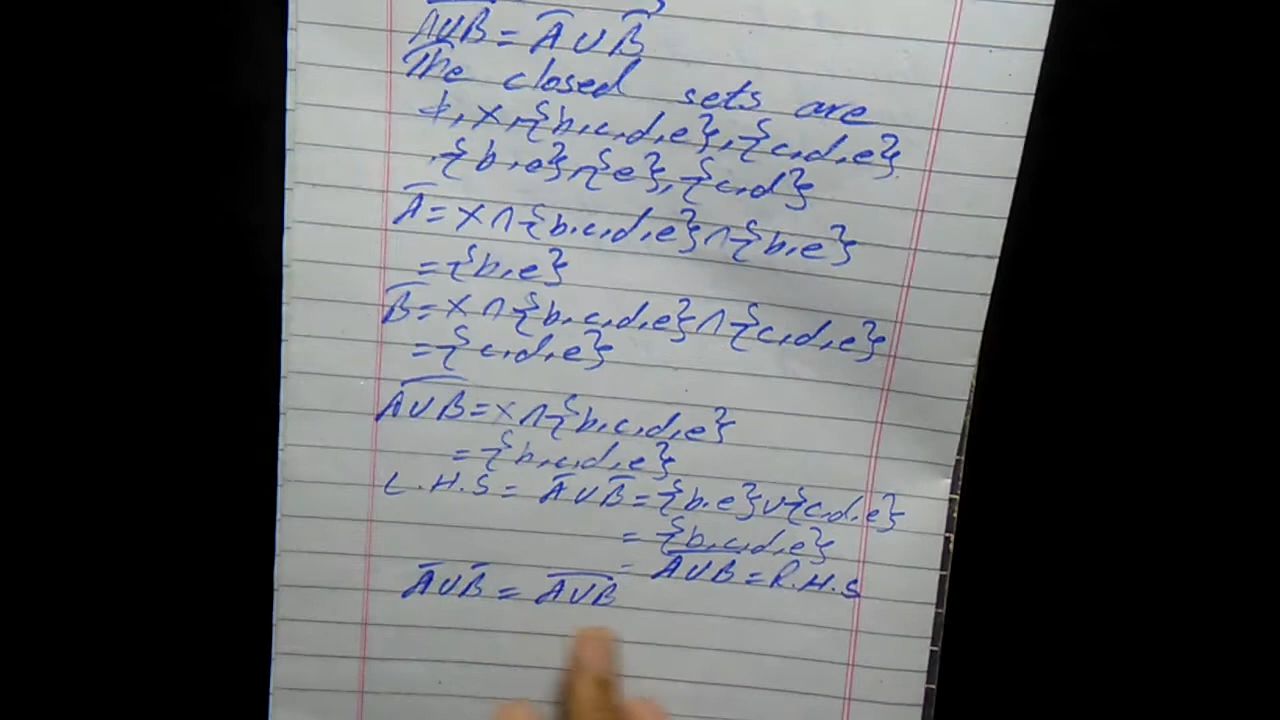 A∪B̅ = A̅ ∪ B̅
The closed sets are
ϕ, X, {b,c,d,e}, {c,d,e}
, {b,e}, {e}, {c,d}
A̅ = X ∩ {b,c,d,e} ∩ {b,e}
= {b,e}
B̅ = X ∩ {b,c,d,e} ∩ {c,d,e}
= {c,d,e}
A̅∪̅B̅ = X ∩ {b,c,d,e}
= {b,c,d,e}
L.H.S = A̅ ∪ B̅ = {b,e} ∪ {c,d,e}
= {b,c,d,e}
= A̅∪̅B̅ = R.H.S
A̅ ∪ B̅ = A̅∪̅B̅